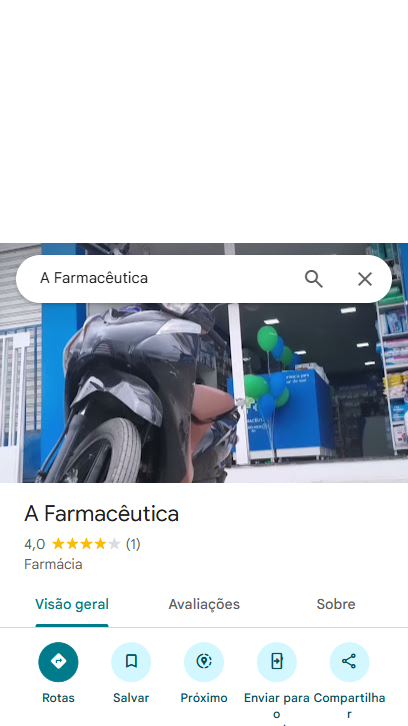 A Farmacêutica
A Farmacêutica
4,0 (1)
Farmácia
Visão geral Avaliações Sobre
Rotas Salvar Próximo Enviar para o Compartilhar